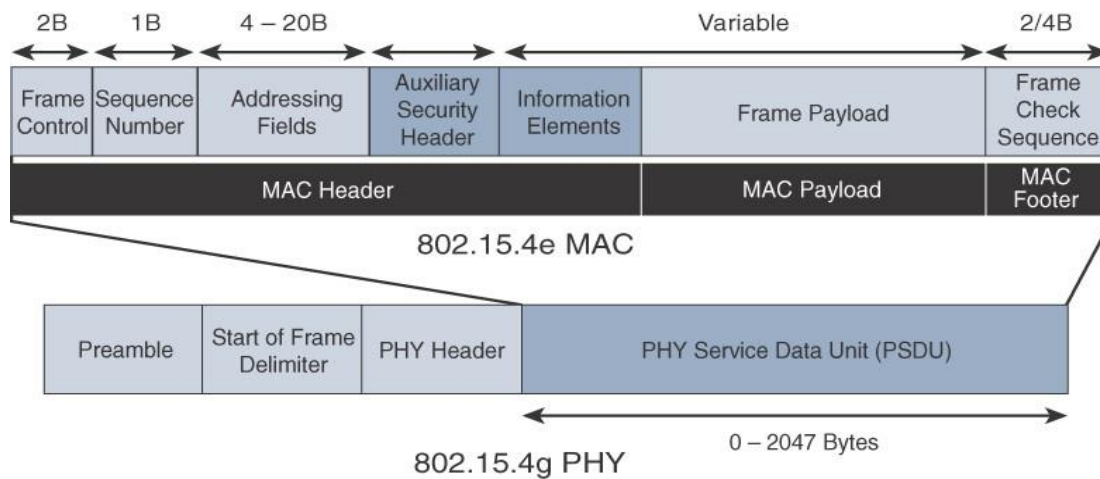 2B 1B 4 – 20B Variable 2/4B
Frame
Control
Sequence
Number
Addressing
Fields
Auxiliary
Security
Header
Information
Elements
Frame Payload
Frame
Check
Sequence
MAC Header
MAC Payload
MAC
Footer
802.15.4e MAC
Preamble
Start of Frame
Delimiter
PHY Header
PHY Service Data Unit (PSDU)
0 – 2047 Bytes
802.15.4g PHY